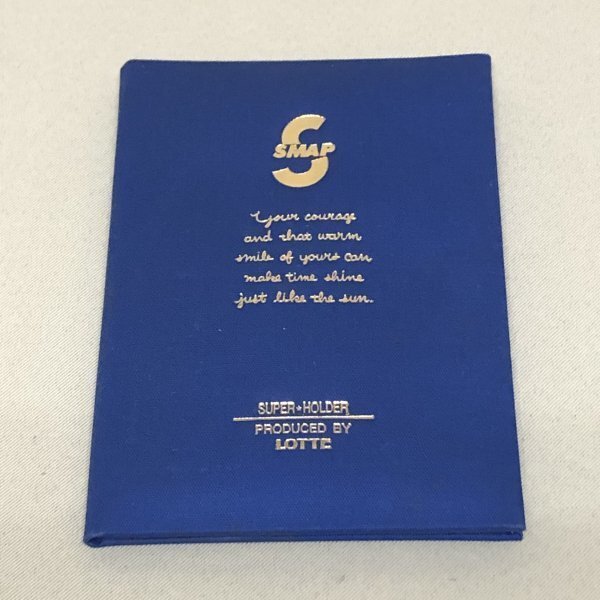 S
SMAP
Your courage
and that warm
smile of yours can
make time shine
just like the sun.
SUPER★HOLDER
PRODUCED BY
LOTTE